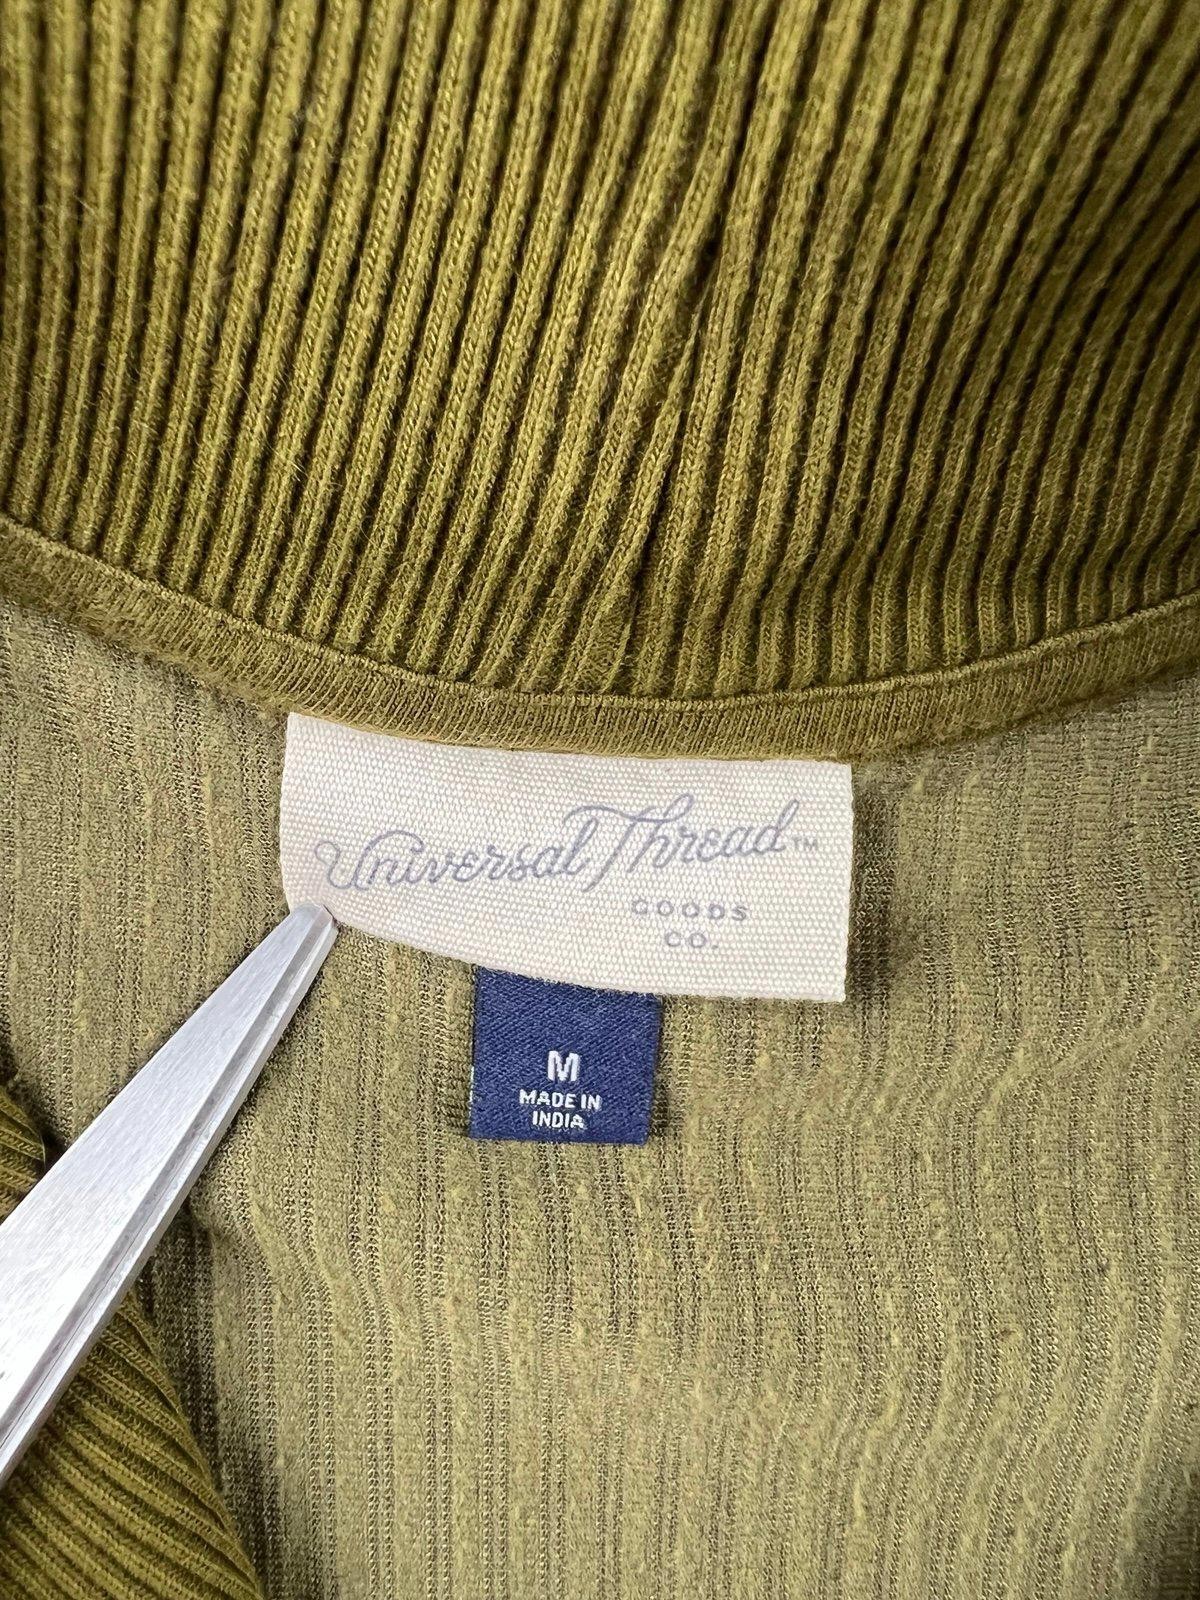 Universal Thread™
GOODS
CO.
M
MADE IN
INDIA